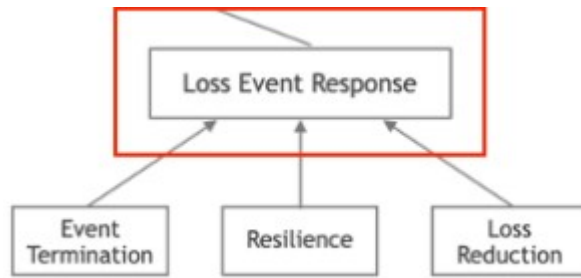 Loss Event Response
Event
Termination
Resilience
Loss
Reduction